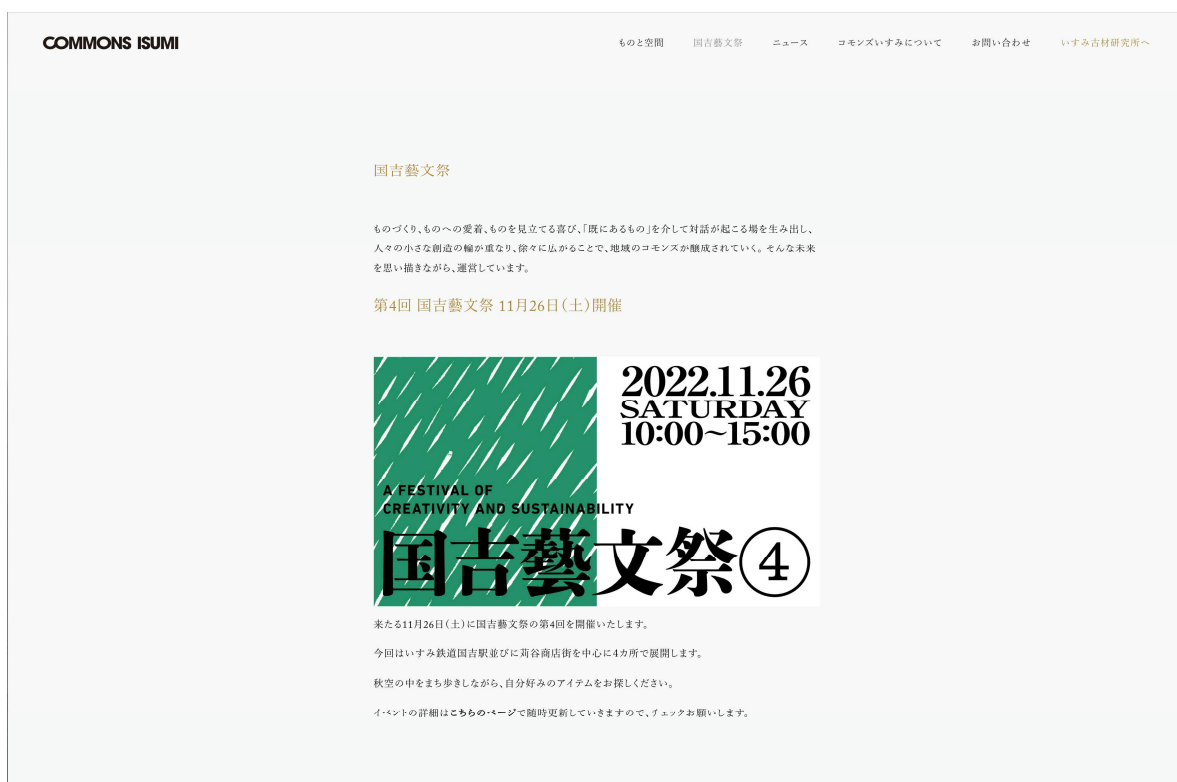 COMMONS ISUMI
ものと空間 国吉藝文祭 ニュース コモンズいすみについて お問い合わせ いすみ古材研究所へ
国吉藝文祭
ものづくり、ものへの愛着、ものを見立てる喜び、「既にあるもの」を介して対話が起こる場を生み出し、
人々の小さな創造の輪が重なり、徐々に広がることで、地域のコモンズが醸成されていく。そんな未来
を思い描きながら、運営しています。
第4回 国吉藝文祭 11月26日（土）開催
2022.11.26
SATURDAY
10:00~15:00
A FESTIVAL OF
CREATIVITY AND SUSTAINABILITY
国吉藝文祭④
来たる11月26日（土）に国吉藝文祭の第4回を開催いたします。
今回はいすみ鉄道国吉駅並びに苅谷商店街を中心に4カ所で展開します。
秋空の中をまち歩きしながら、自分好みのアイテムをお探しください。
イベントの詳細はこちらのページで随時更新していきますので、チェックお願いします。